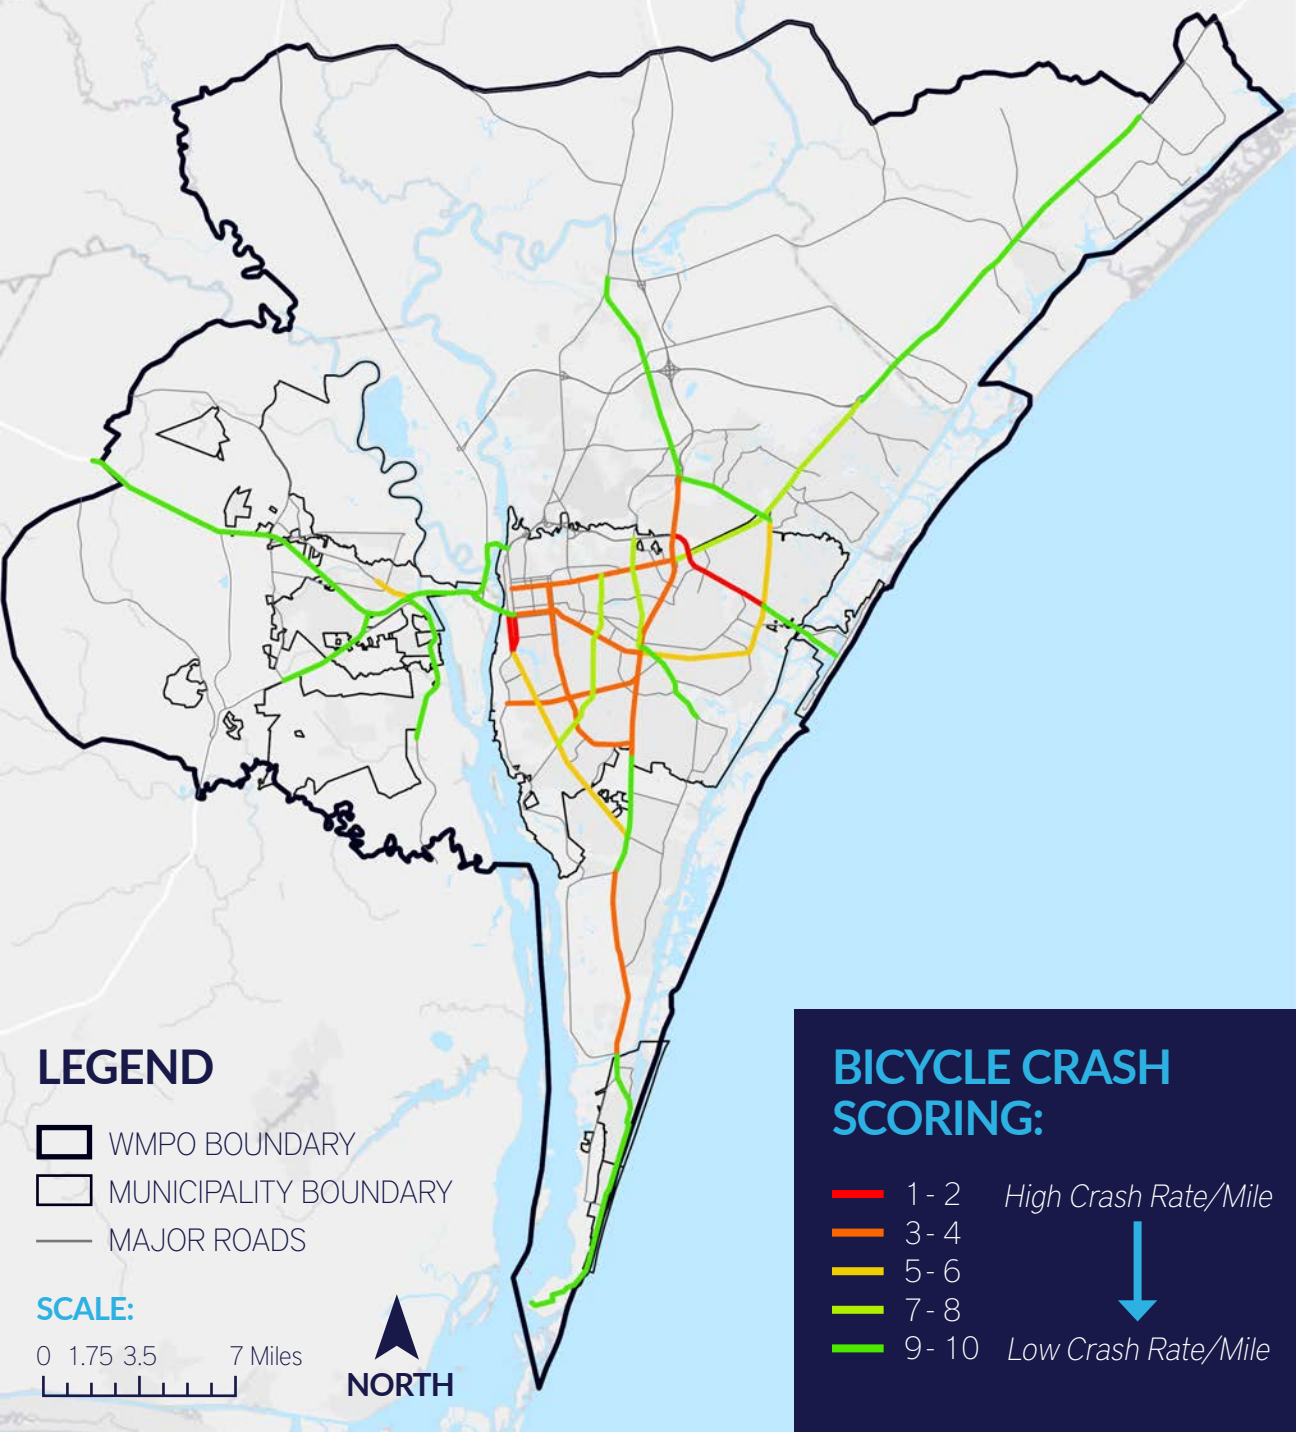 LEGEND
WMPO BOUNDARY
MUNICIPALITY BOUNDARY
MAJOR ROADS
SCALE:
0 1.75 3.5 7 Miles
NORTH
BICYCLE CRASH
SCORING:
1 - 2 High Crash Rate/Mile
3 - 4
5 - 6
7 - 8
9 - 10 Low Crash Rate/Mile